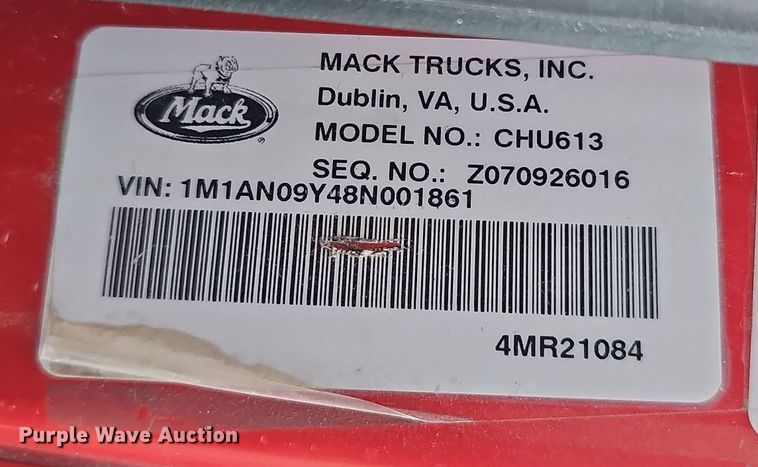 Mack
MACK TRUCKS, INC.
Dublin, VA, U.S.A.
MODEL NO.: CHU613
SEQ. NO.: Z070926016
VIN: 1M1AN09Y48N001861
4MR21084
Purple Wave Auction